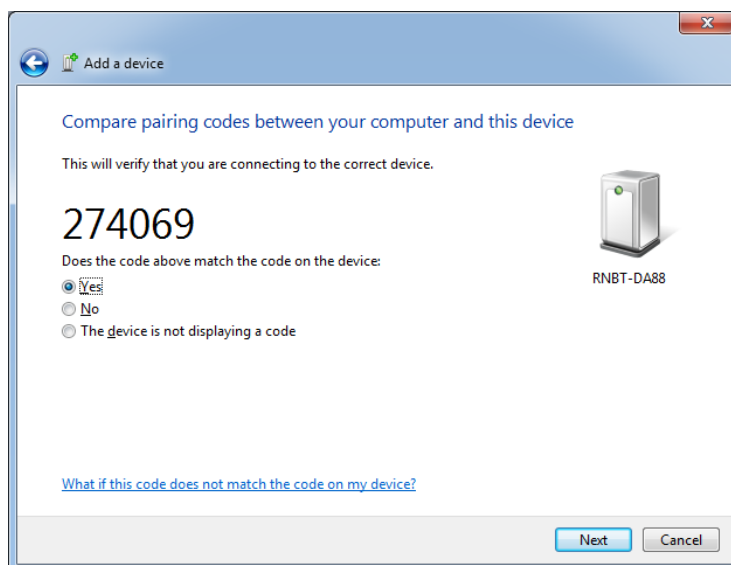 Add a device
Compare pairing codes between your computer and this device
This will verify that you are connecting to the correct device.
274069
Does the code above match the code on the device:
Yes
No
The device is not displaying a code
RNBT-DA88
What if this code does not match the code on my device?
Next
Cancel